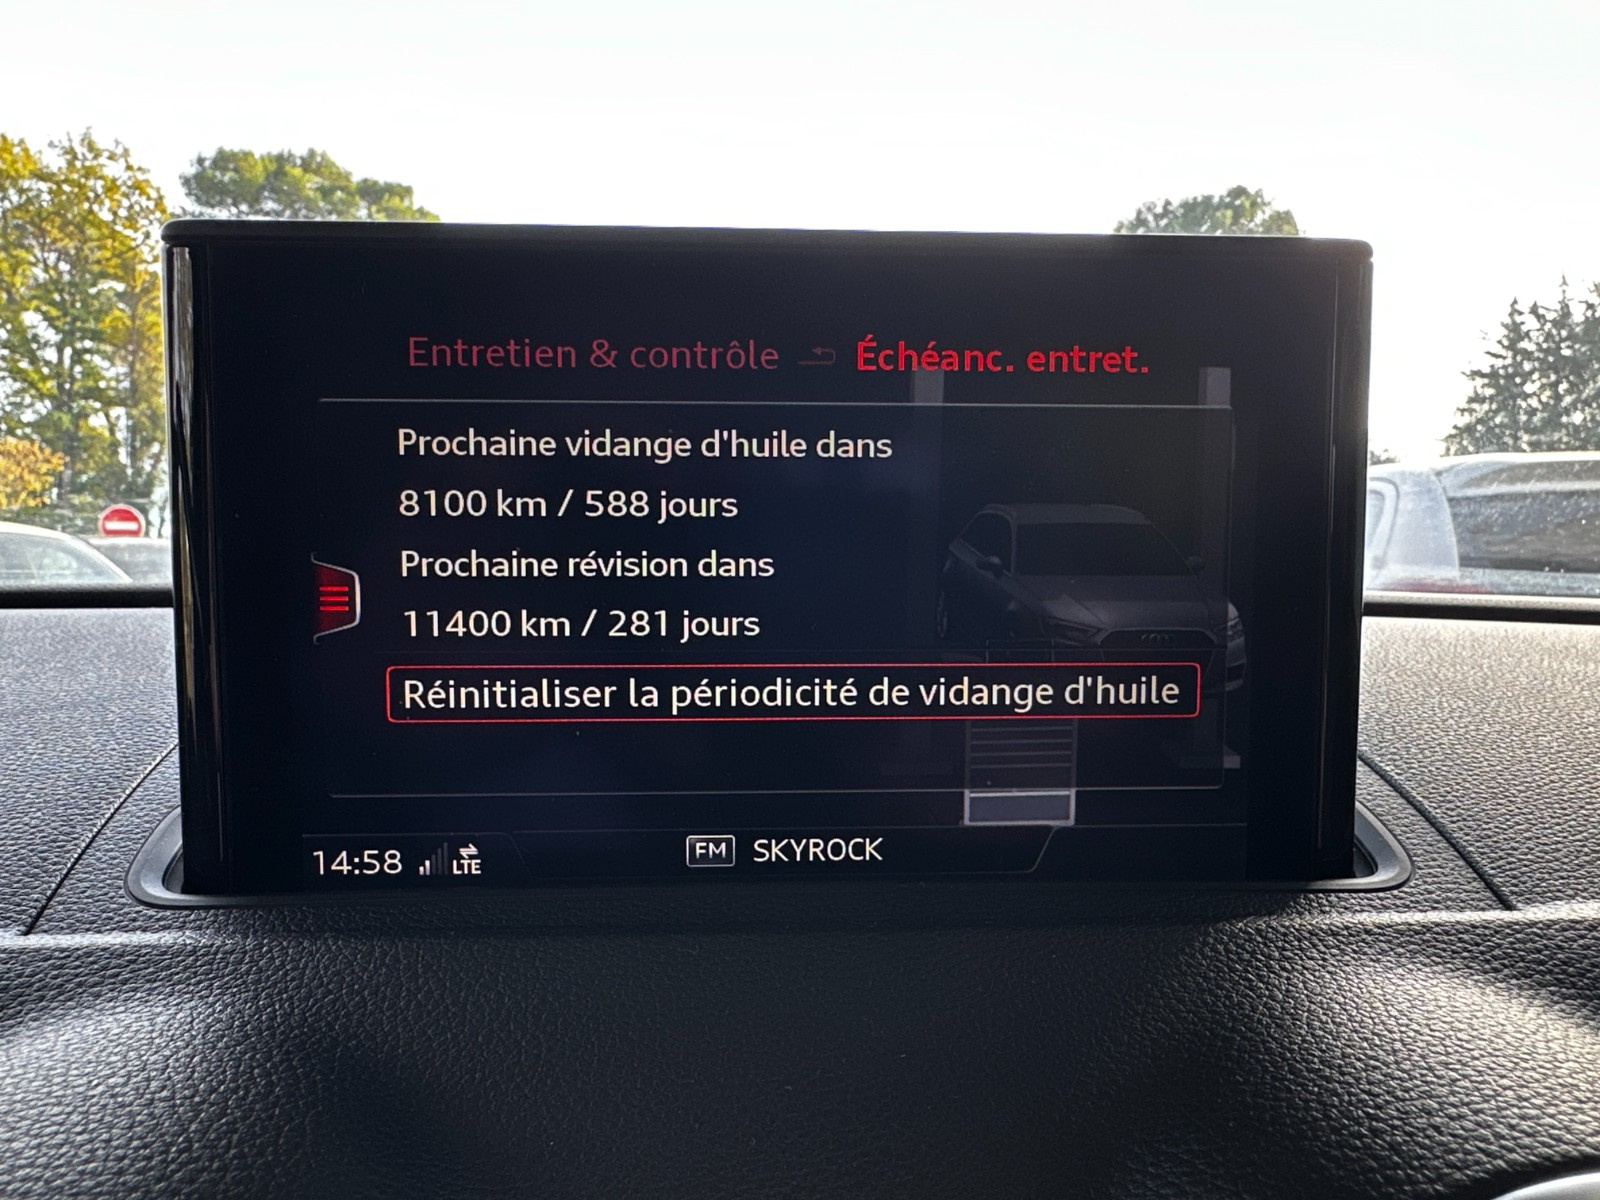 Entretien & contrôle Échéanc. entret.
Prochaine vidange d'huile dans
8100 km / 588 jours
Prochaine révision dans
11400 km / 281 jours
Réinitialiser la périodicité de vidange d'huile
14:58 LTE FM SKYROCK